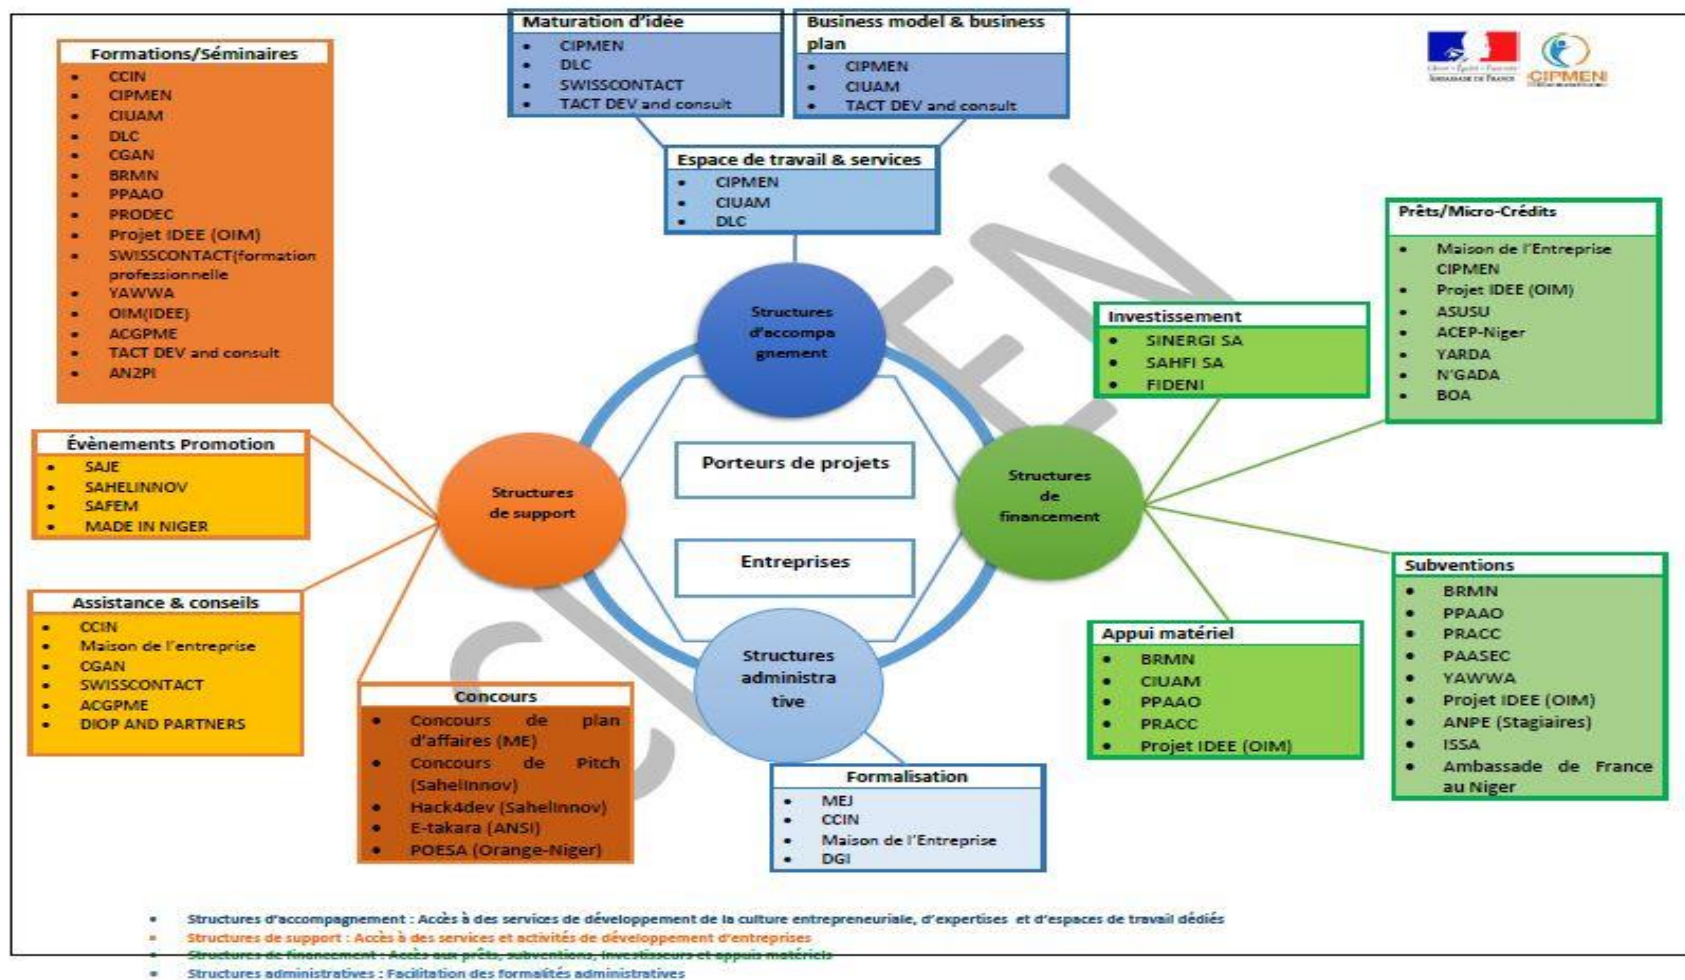 Maturation d'idée
• CIPMEN
• DLC
• SWISSCONTACT
• TACT DEV and consult
Business model & business
plan
• CIPMEN
• CIUAM
• TACT DEV and consult
AMBASSADE DE FRANCE
CIPMEN
Formations/Séminaires
• CCIN
• CIPMEN
• CIUAM
• DLC
• CGAN
• BRMN
• PPAAO
• PRODEC
• Projet IDEE (OIM)
• SWISSCONTACT(formation
professionnelle
• YAWWA
• OIM(IDEE)
• ACGPME
• TACT DEV and consult
• AN2PI
Espace de travail & services
• CIPMEN
• CIUAM
• DLC
Prêts/Micro-Crédits
• Maison de l'Entreprise
CIPMEN
• Projet IDEE (OIM)
• ASUSU
• ACEP-Niger
• YARDA
• N'GADA
• BOA
Structures
d'accompa
gnement
Investissement
• SINERGI SA
• SAHFI SA
• FIDENI
Évènements Promotion
• SAJE
• SAHELINNOV
• SAFEM
• MADE IN NIGER
Structures
de support
Porteurs de projets
Entreprises
Structures
de
financement
Assistance & conseils
• CCIN
• Maison de l'entreprise
• CGAN
• SWISSCONTACT
• ACGPME
• DIOP AND PARTNERS
Structures
administra
tive
Appui matériel
• BRMN
• CIUAM
• PPAAO
• PRACC
• Projet IDEE (OIM)
Subventions
• BRMN
• PPAAO
• PRACC
• PAASEC
• YAWWA
• Projet IDEE (OIM)
• ANPE (Stagiaires)
• ISSA
• Ambassade de France
au Niger
Concours
• Concours de plan
d'affaires (ME)
• Concours de Pitch
(SahelInnov)
• Hack4dev (SahelInnov)
• E-takara (ANSI)
• POESA (Orange-Niger)
Formalisation
• MEJ
• CCIN
• Maison de l'Entreprise
• DGI
CIPMEN
• Structures d'accompagnement : Accès à des services de développement de la culture entrepreneuriale, d'expertises et d'espaces de travail dédiés
• Structures de support : Accès à des services et activités de développement d'entreprises
• Structures de financement : Accès aux prêts, subventions, investisseurs et appuis matériels
• Structures administratives : Facilitation des formalités administratives